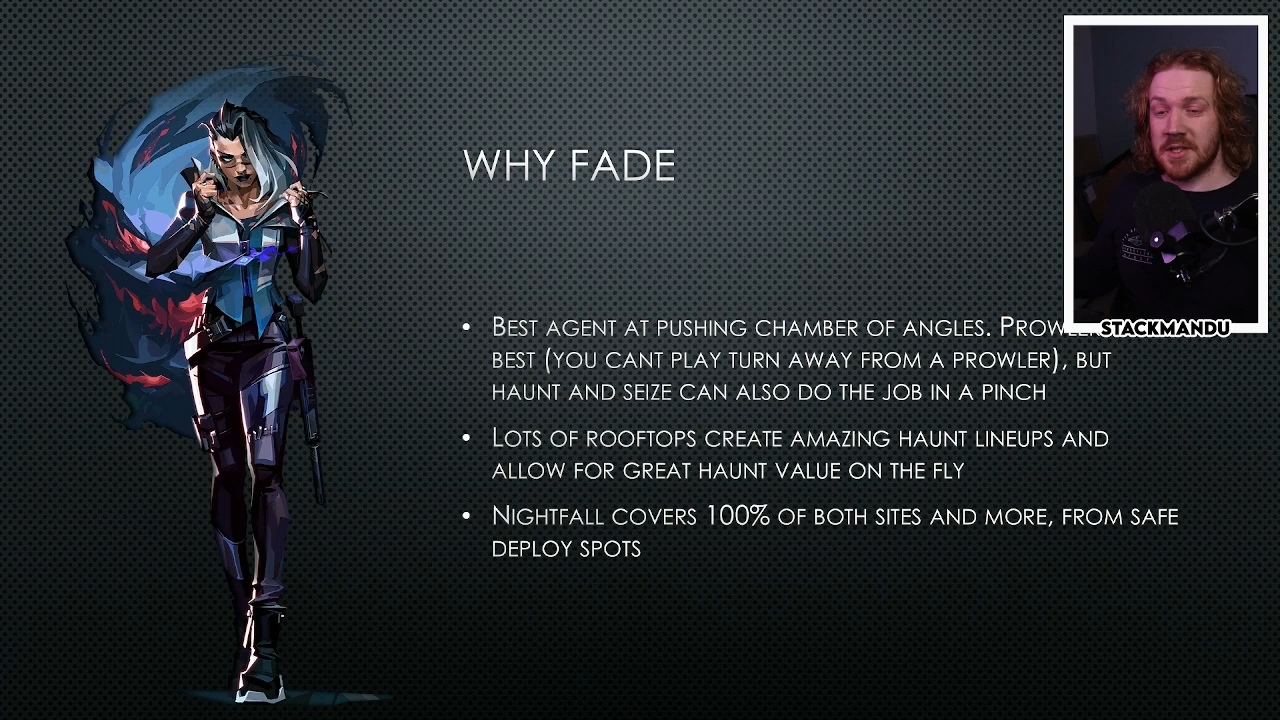 WHY FADE
• BEST AGENT AT PUSHING CHAMBER OF ANGLES. PROWLER
BEST (YOU CANT PLAY TURN AWAY FROM A PROWLER), BUT
HAUNT AND SEIZE CAN ALSO DO THE JOB IN A PINCH
• LOTS OF ROOFTOPS CREATE AMAZING HAUNT LINEUPS AND
ALLOW FOR GREAT HAUNT VALUE ON THE FLY
• NIGHTFALL COVERS 100% OF BOTH SITES AND MORE, FROM SAFE
DEPLOY SPOTS
STACKMANDU